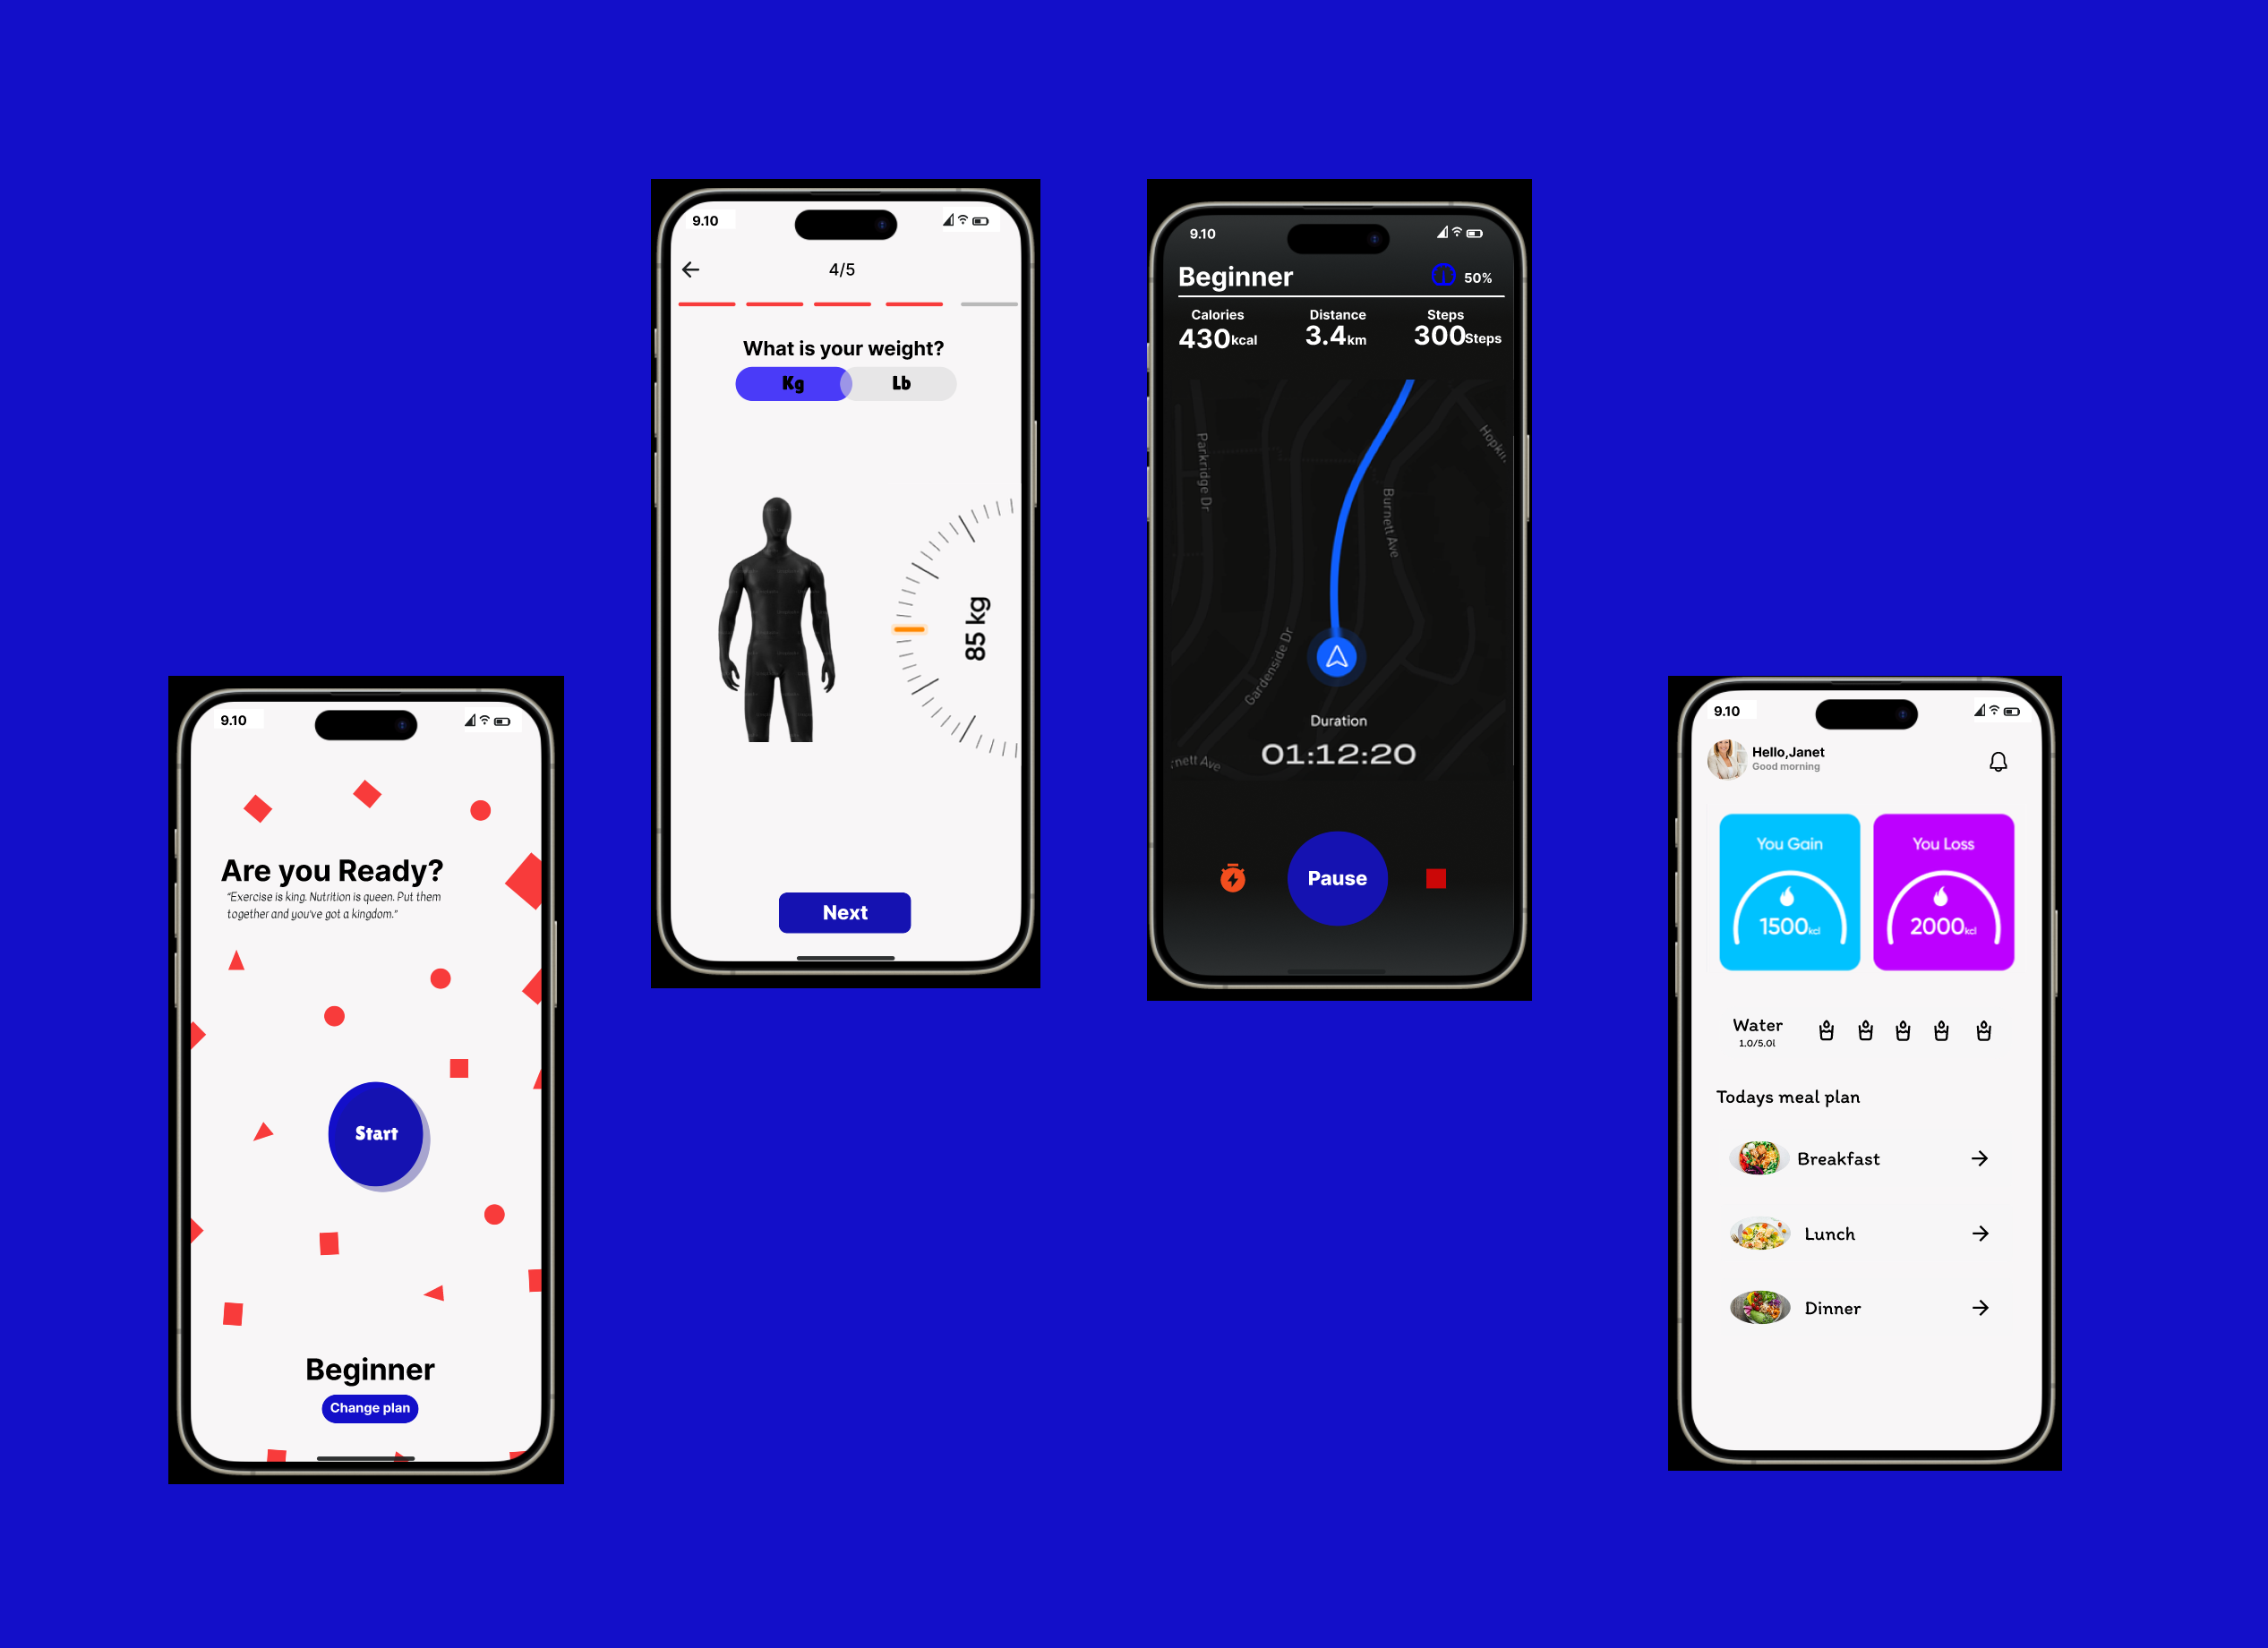 9.10
Are you Ready?
“Exercise is king. Nutrition is queen. Put them
together and you’ve got a kingdom.”
Start
Beginner
Change plan
9.10
4/5
What is your weight?
Kg Lb
85 kg
Next
9.10
Beginner 50%
Calories Distance Steps
430kcal 3.4km 300Steps
Parkridge Dr
Burnett Ave
Gardenside Dr
Duration
01:12:20
Pause
9.10
Hello,Janet
Good morning
You Gain You Loss
1500kcl 2000kcl
Water
1.0/5.0l
Todays meal plan
Breakfast
Lunch
Dinner